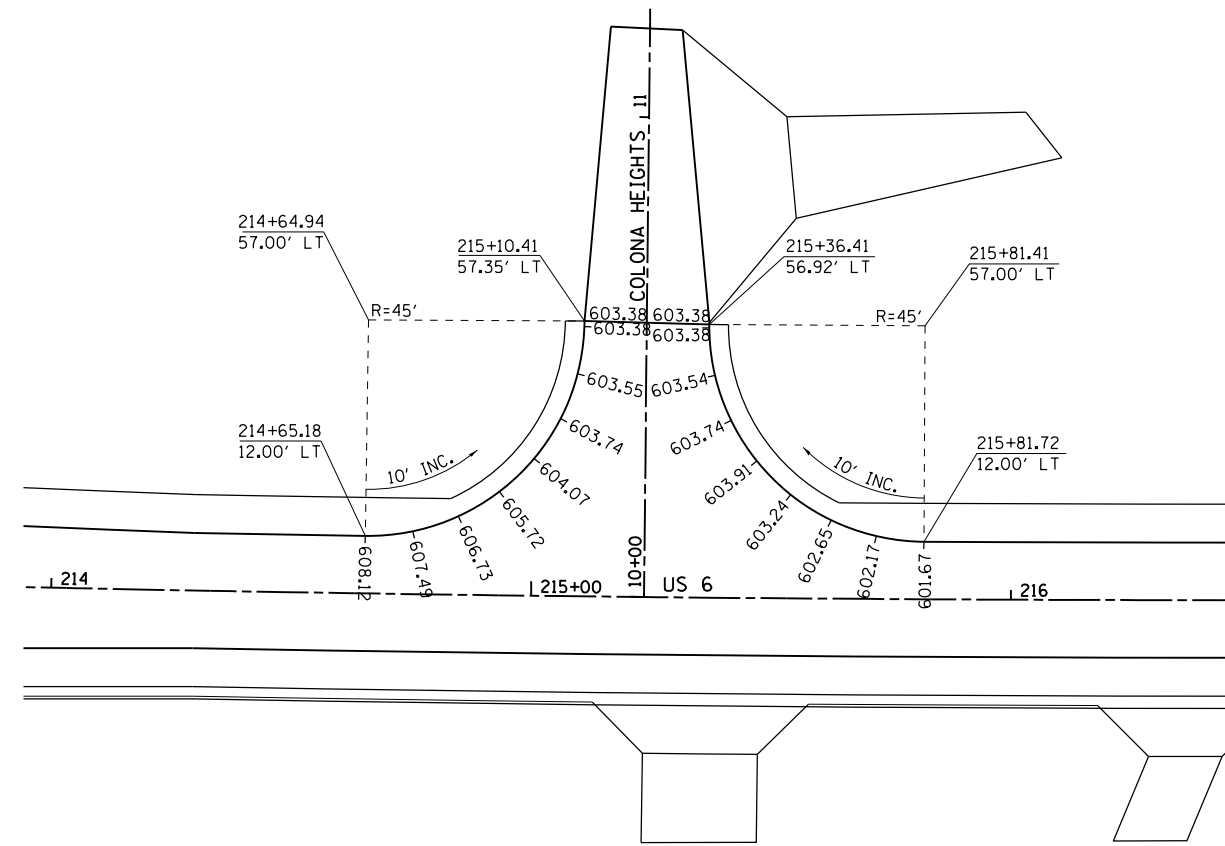 COLONA HEIGHTS
11
214+64.94
57.00' LT
215+10.41
57.35' LT
215+36.41
56.92' LT
215+81.41
57.00' LT
R=45'
R=45'
603.38
603.38
603.38
603.38
603.55
603.54
603.74
603.74
604.07
603.91
605.72
603.24
606.73
602.65
607.49
602.17
608.12
601.67
214+65.18
12.00' LT
10' INC.
10' INC.
215+81.72
12.00' LT
10+00
214
215+00
US 6
216